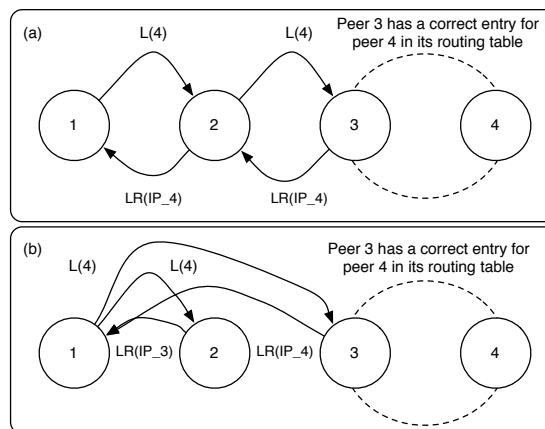 (a)
L(4)
L(4)
Peer 3 has a correct entry for
peer 4 in its routing table
1
2
3
4
LR(IP_4)
LR(IP_4)
(b)
L(4)
L(4)
Peer 3 has a correct entry for
peer 4 in its routing table
1
2
3
4
LR(IP_3)
LR(IP_4)